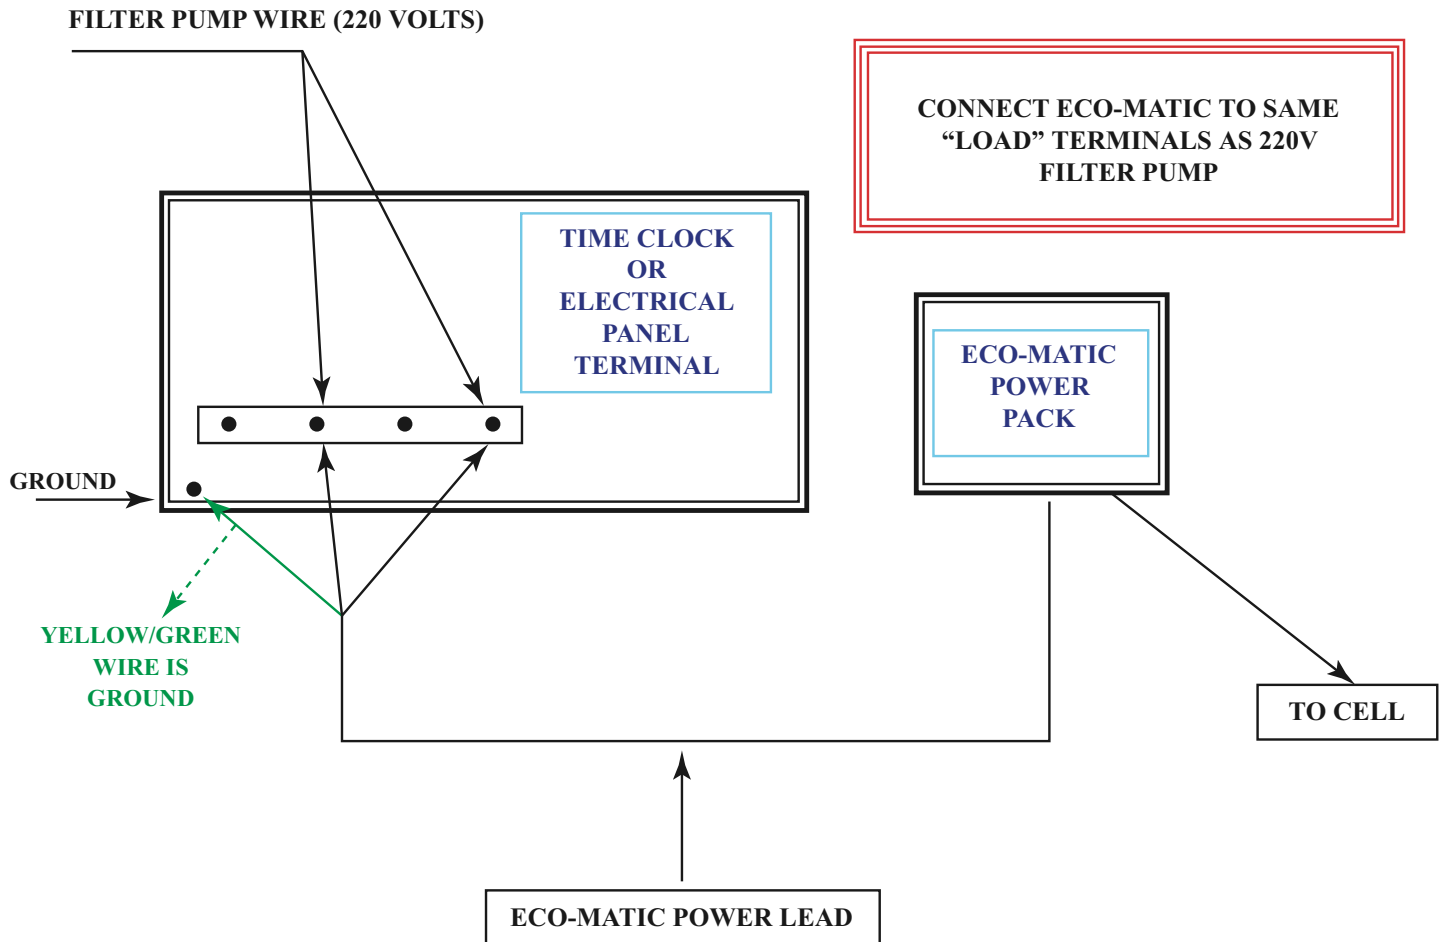 FILTER PUMP WIRE (220 VOLTS)
CONNECT ECO-MATIC TO SAME
“LOAD” TERMINALS AS 220V
FILTER PUMP
TIME CLOCK
OR
ELECTRICAL
PANEL
TERMINAL
ECO-MATIC
POWER
PACK
GROUND
YELLOW/GREEN
WIRE IS
GROUND
TO CELL
ECO-MATIC POWER LEAD